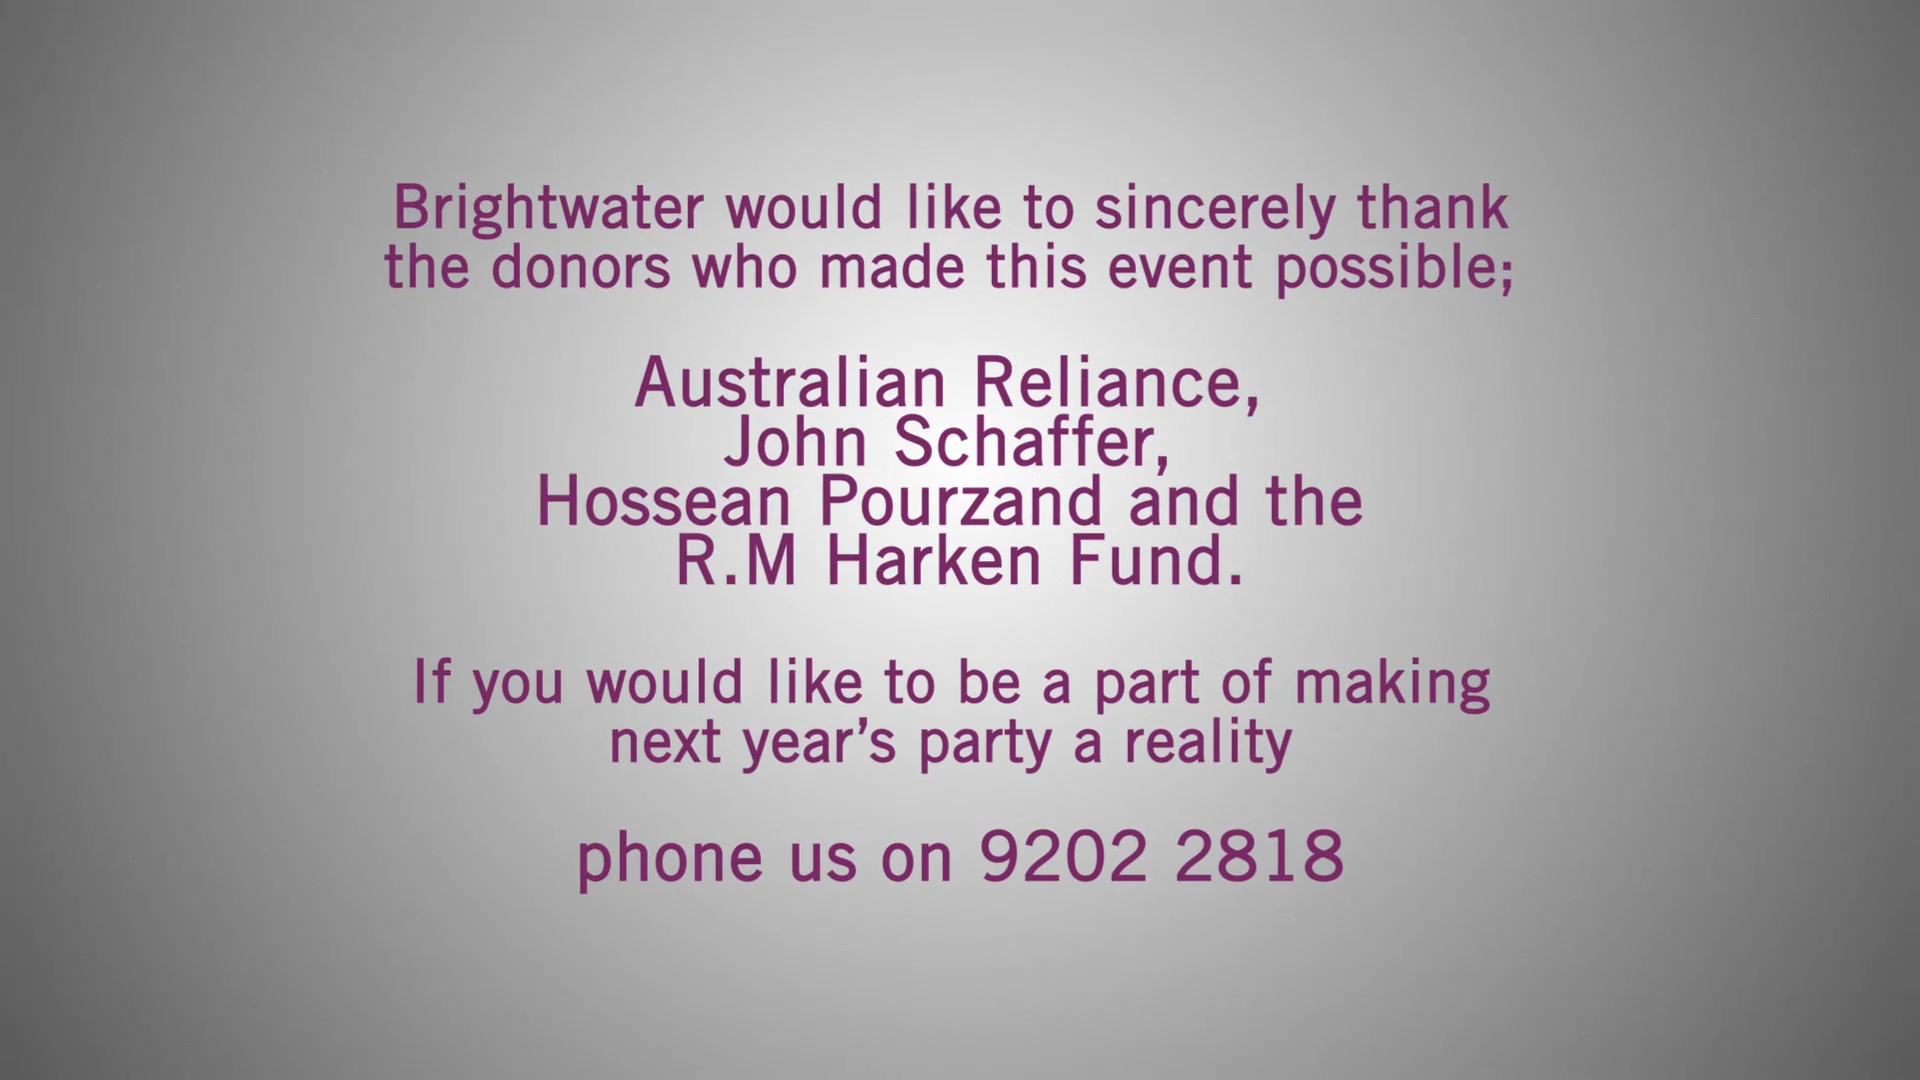 Brightwater would like to sincerely thank
the donors who made this event possible;
Australian Reliance,
John Schaffer,
Hossean Pourzand and the
R.M Harken Fund.
If you would like to be a part of making
next year’s party a reality
phone us on 9202 2818